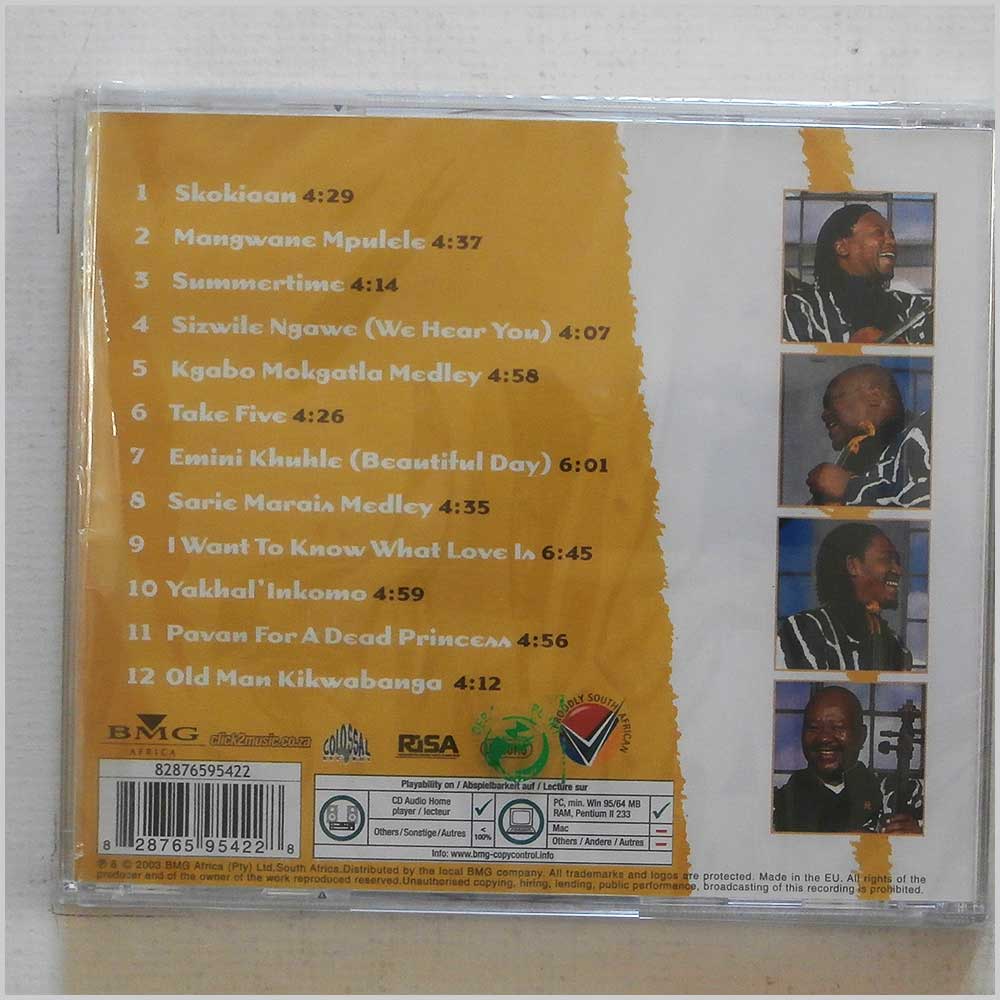 1 Skokiaan 4:29
2 Mangwane Mpulele 4:37
3 Summertime 4:14
4 Sizwile Ngawe (We Hear You) 4:07
5 Kgabo Mokgatla Medley 4:58
6 Take Five 4:26
7 Emini Khuhle (Beautiful Day) 6:01
8 Sarie Marais Medley 4:35
9 I Want To Know What Love Is 6:45
10 Yakhal'Inkomo 4:59
11 Pavan For A Dead Princess 4:56
12 Old Man Kikwabanga 4:12
BMG
AFRICA
click2music.co.za
COLOSSAL
RECORDS
RiSA
PROUDLY SOUTH AFRICAN
82876595422
8 28765 95422 8
Playability on / Abspielbarkeit auf / Lecture sur
CD Audio Home player / lecteur
Others/Sonstige/Autres < 100%
PC, min. Win 95/64 MB RAM, Pentium II 233
Mac
Others / Andere / Autres
Info: www.bmg-copycontrol.info
℗ & © 2003 BMG Africa (Pty) Ltd,South Africa.Distributed by the local BMG company. All trademarks and logos are protected. Made in the EU. All rights of the
producer and of the owner of the work reproduced reserved.Unauthorised copying, hiring, lending, public performance, broadcasting of this recording is prohibited.